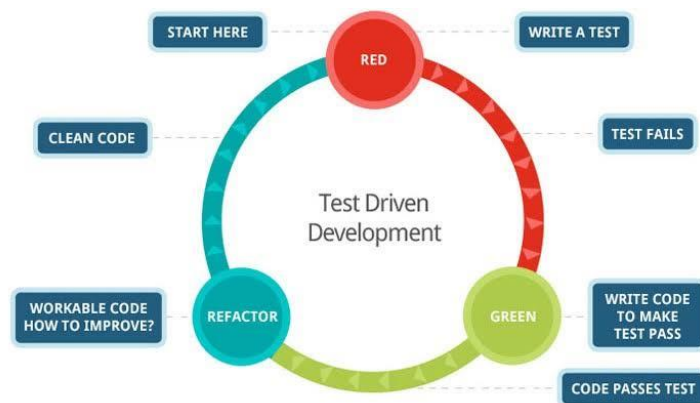 START HERE
RED
WRITE A TEST
CLEAN CODE
TEST FAILS
Test Driven
Development
WORKABLE CODE
HOW TO IMPROVE?
REFACTOR
GREEN
WRITE CODE
TO MAKE
TEST PASS
CODE PASSES TEST